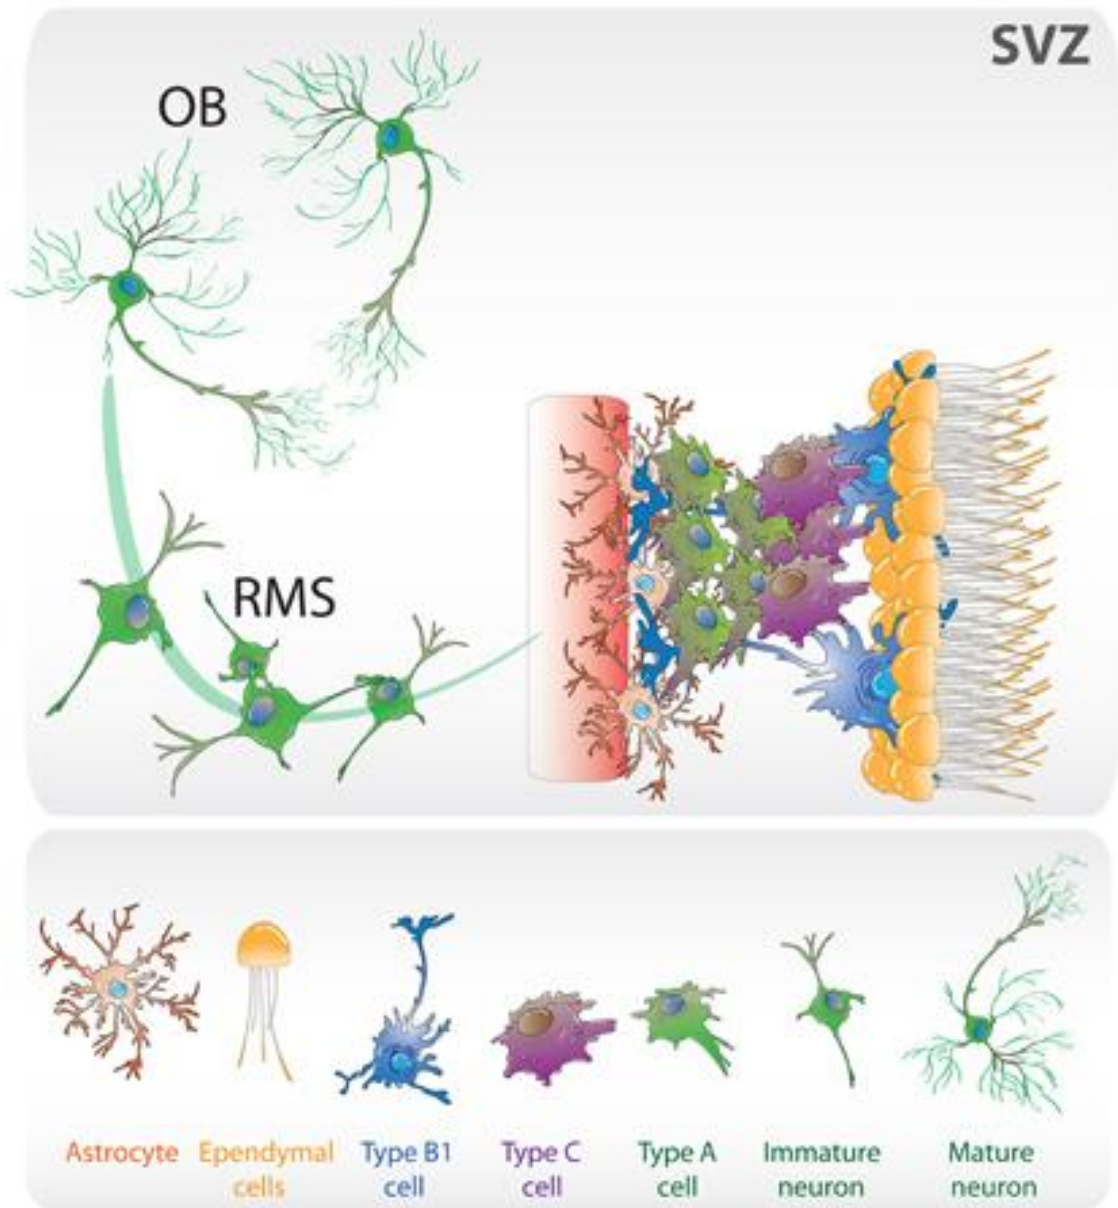 SVZ
OB
RMS
Astrocyte
Ependymal
cells
Type B1
cell
Type C
cell
Type A
cell
Immature
neuron
Mature
neuron